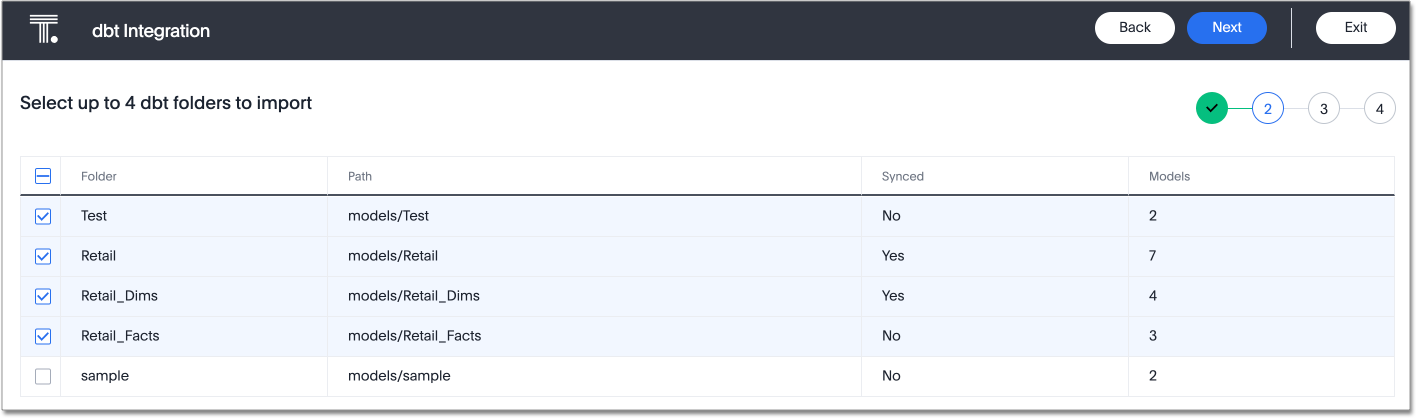 T. dbt Integration Back Next Exit
Select up to 4 dbt folders to import
2 3 4
Folder Path Synced Models
Test models/Test No 2
Retail models/Retail Yes 7
Retail_Dims models/Retail_Dims Yes 4
Retail_Facts models/Retail_Facts No 3
sample models/sample No 2